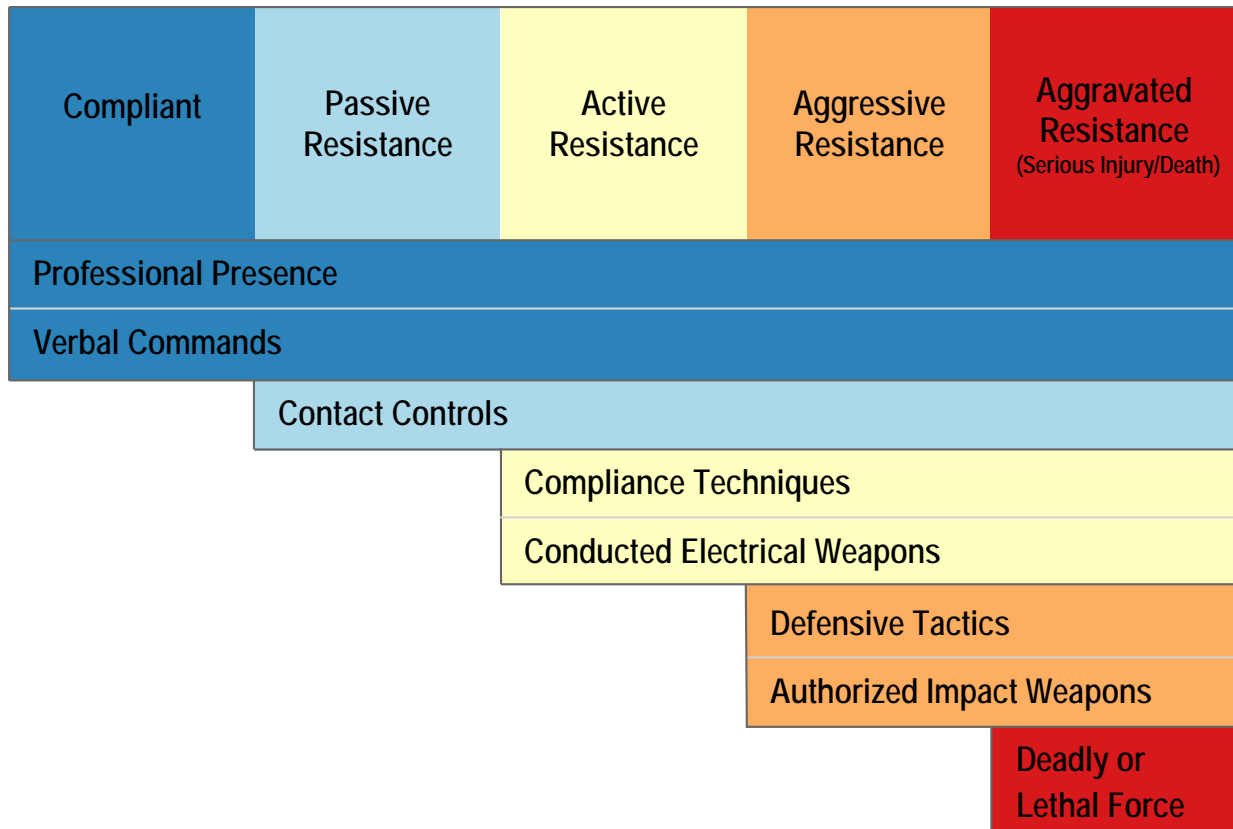 Compliant
Passive
Resistance
Active
Resistance
Aggressive
Resistance
Aggravated
Resistance
(Serious Injury/Death)
Professional Presence
Verbal Commands
Contact Controls
Compliance Techniques
Conducted Electrical Weapons
Defensive Tactics
Authorized Impact Weapons
Deadly or
Lethal Force